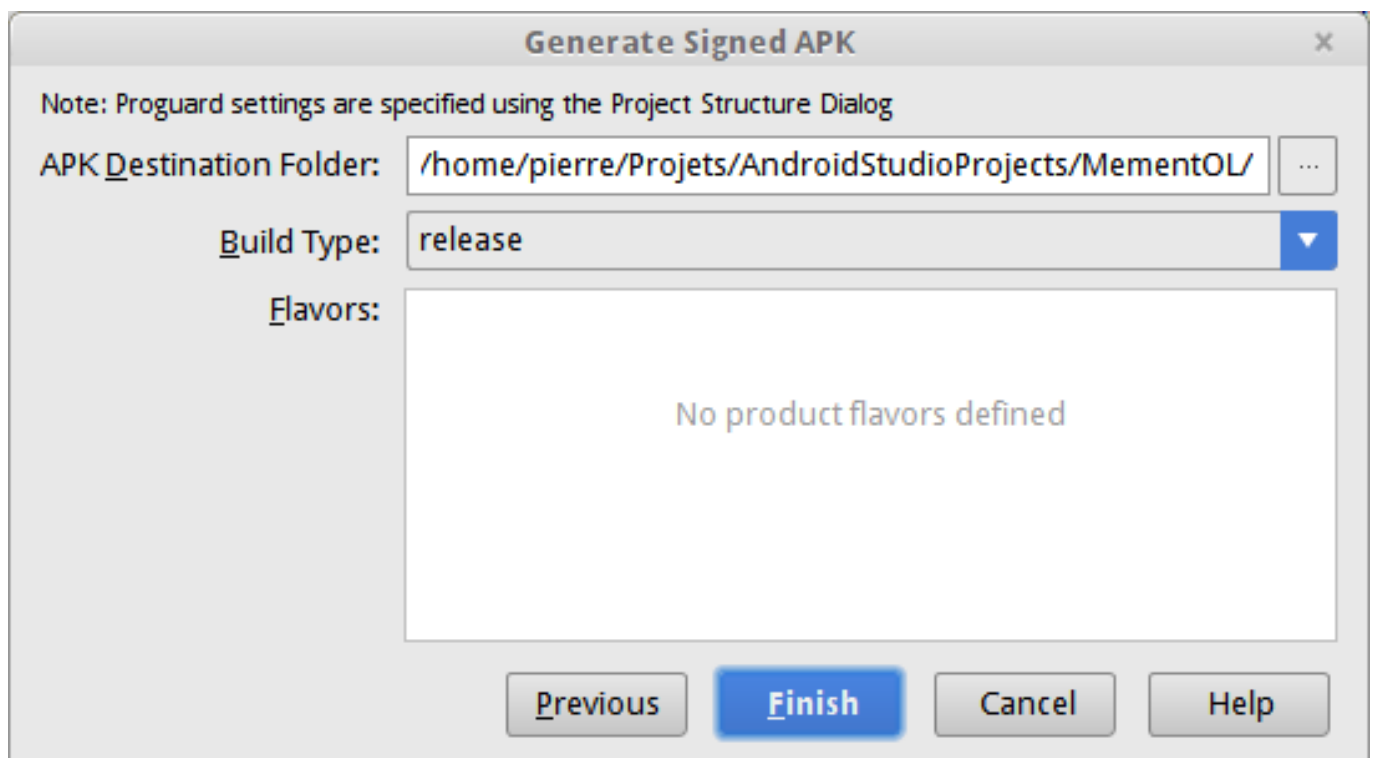 Generate Signed APK
Note: Proguard settings are specified using the Project Structure Dialog
APK Destination Folder: /home/pierre/Projets/AndroidStudioProjects/MementOL/ ...
Build Type: release
Flavors:
No product flavors defined
Previous Finish Cancel Help